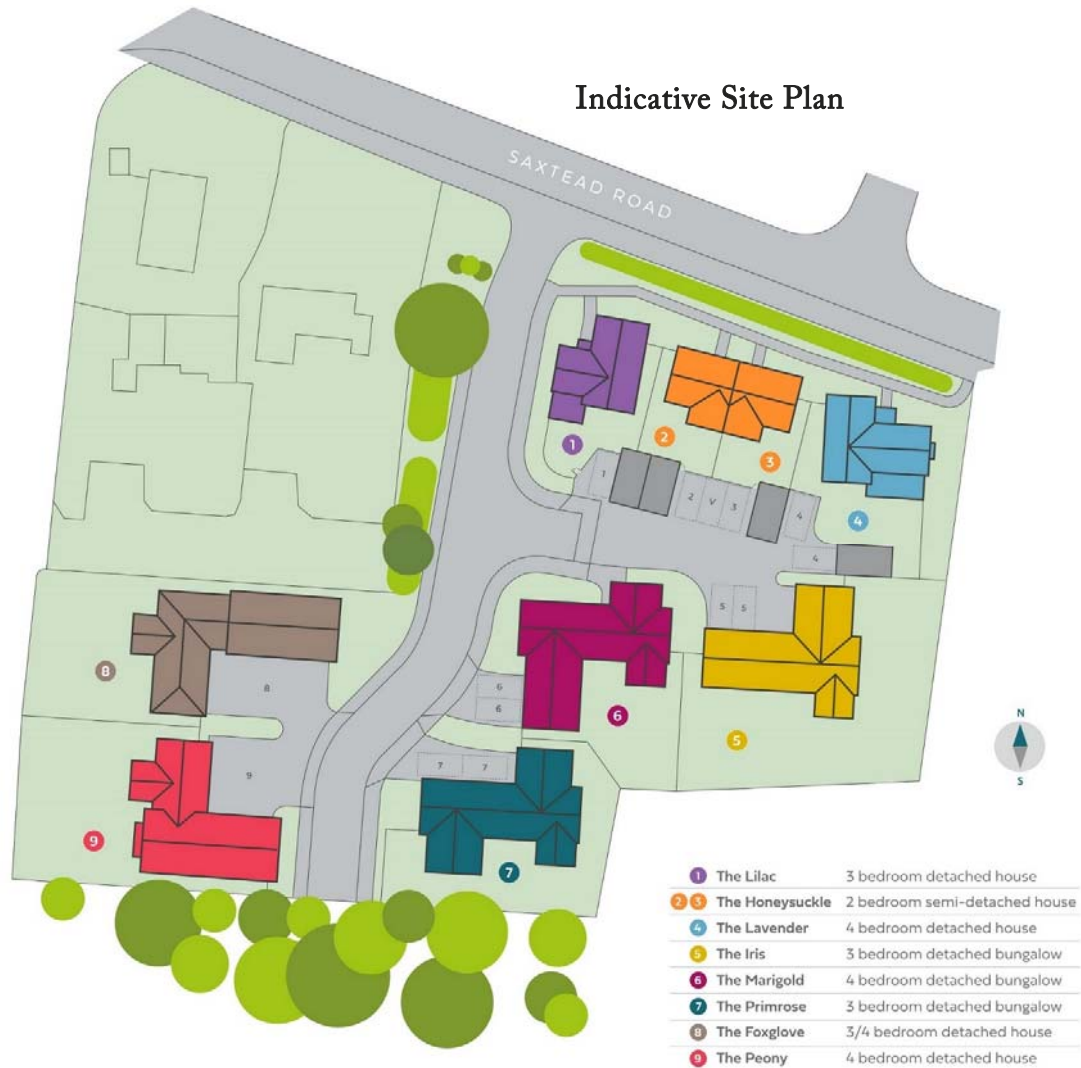 Indicative Site Plan
SAXTEAD ROAD
1
2
3
4
1
2
V
3
4
4
5
5
6
6
6
5
7
7
7
8
8
9
9
N
S
1 The Lilac 3 bedroom detached house
2 3 The Honeysuckle 2 bedroom semi-detached house
4 The Lavender 4 bedroom detached house
5 The Iris 3 bedroom detached bungalow
6 The Marigold 4 bedroom detached bungalow
7 The Primrose 3 bedroom detached bungalow
8 The Foxglove 3/4 bedroom detached house
9 The Peony 4 bedroom detached house